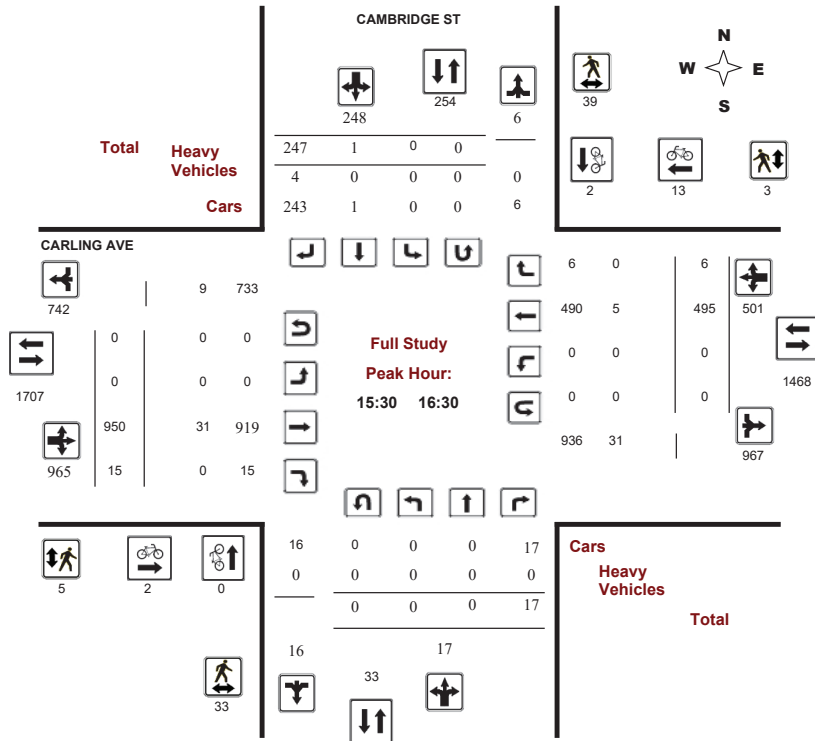 CAMBRIDGE ST
N
W E
S
254
39
248 6
Total Heavy Vehicles
247 1 0 0
4 0 0 0 0
Cars 243 1 0 0 6
2 13 3
CARLING AVE
742 9 733
6 0 6
501
490 5 495
0 0 0
Full Study
Peak Hour:
15:30 16:30
0 0 0
1707
1468
0 0 0
0 0 0
950 31 919
936 31 967
965 15 0 15
16 0 0 0 17 Cars
0 0 0 0 0 Heavy Vehicles
0 0 0 17 Total
5 2 0
16 17
33
33